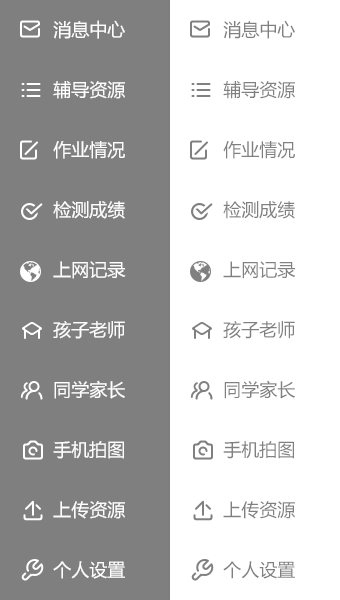 消息中心 消息中心
辅导资源 辅导资源
作业情况 作业情况
检测成绩 检测成绩
上网记录 上网记录
孩子老师 孩子老师
同学家长 同学家长
手机拍图 手机拍图
上传资源 上传资源
个人设置 个人设置